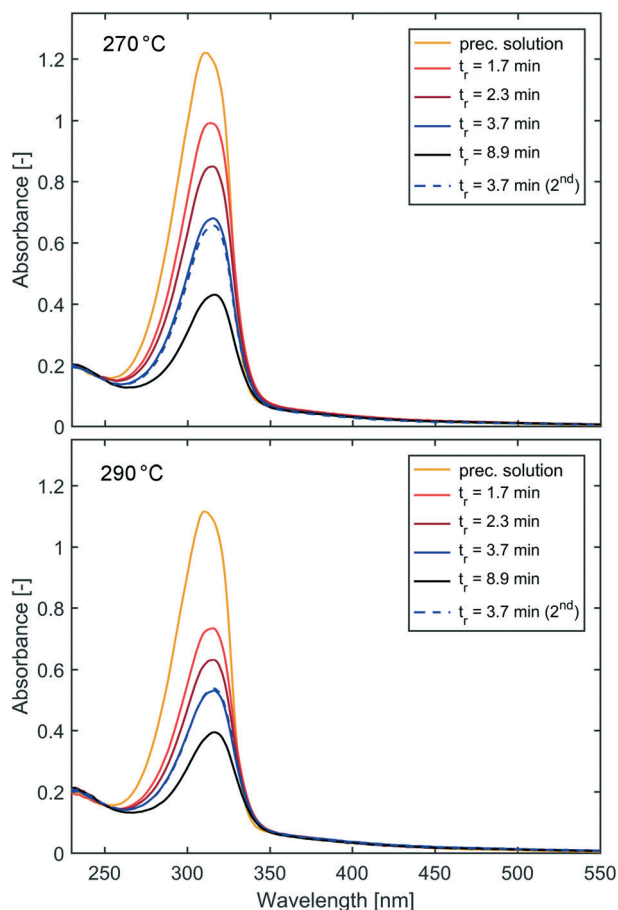 270 °C
prec. solution
t_r = 1.7 min
t_r = 2.3 min
t_r = 3.7 min
t_r = 8.9 min
t_r = 3.7 min (2^nd)
Absorbance [-]
1.2
1
0.8
0.6
0.4
0.2
0
290 °C
prec. solution
t_r = 1.7 min
t_r = 2.3 min
t_r = 3.7 min
t_r = 8.9 min
t_r = 3.7 min (2^nd)
Absorbance [-]
1.2
1
0.8
0.6
0.4
0.2
0
250 300 350 400 450 500 550
Wavelength [nm]